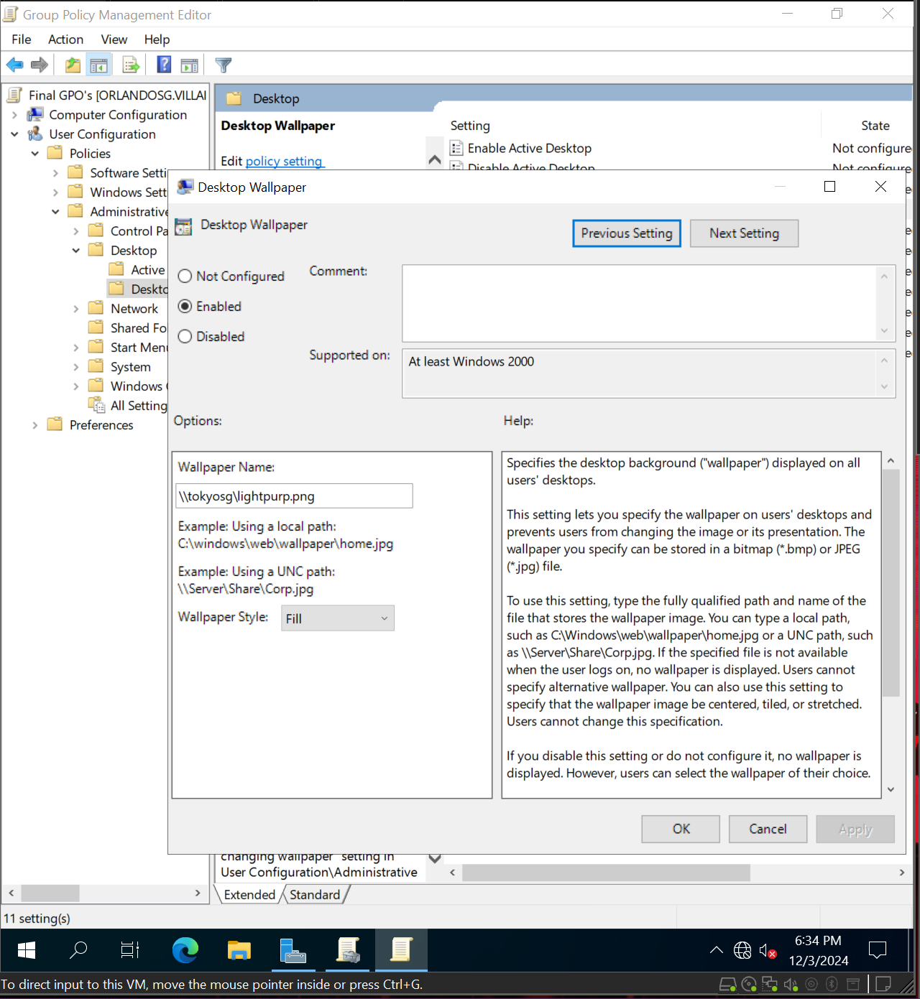 Group Policy Management Editor
File Action View Help
Final GPO's [ORLANDOSG.VILLAI
Computer Configuration
User Configuration
Policies
Software Setti
Windows Sett
Administrative
Control Pa
Desktop
Active
Deskto
Network
Shared Fo
Start Menu
System
Windows C
All Setting
Preferences
Desktop
Desktop Wallpaper
Edit policy setting
Setting State
Enable Active Desktop Not configure
Disable Active Desktop Not configure
Desktop Wallpaper
Desktop Wallpaper
Previous Setting Next Setting
Not Configured
Enabled
Disabled
Comment:
Supported on:
At least Windows 2000
Options:
Help:
Wallpaper Name:
\\tokyosg\lightpurp.png
Example: Using a local path:
C:\windows\web\wallpaper\home.jpg
Example: Using a UNC path:
\\Server\Share\Corp.jpg
Wallpaper Style: Fill
Specifies the desktop background ("wallpaper") displayed on all
users' desktops.
This setting lets you specify the wallpaper on users' desktops and
prevents users from changing the image or its presentation. The
wallpaper you specify can be stored in a bitmap (*.bmp) or JPEG
(*.jpg) file.
To use this setting, type the fully qualified path and name of the
file that stores the wallpaper image. You can type a local path,
such as C:\Windows\web\wallpaper\home.jpg or a UNC path, such
as \\Server\Share\Corp.jpg. If the specified file is not available
when the user logs on, no wallpaper is displayed. Users cannot
specify alternative wallpaper. You can also use this setting to
specify that the wallpaper image be centered, tiled, or stretched.
Users cannot change this specification.
If you disable this setting or do not configure it, no wallpaper is
displayed. However, users can select the wallpaper of their choice.
OK Cancel Apply
changing wallpaper" setting in
User Configuration\Administrative
Extended Standard
11 setting(s)
6:34 PM
12/3/2024
To direct input to this VM, move the mouse pointer inside or press Ctrl+G.